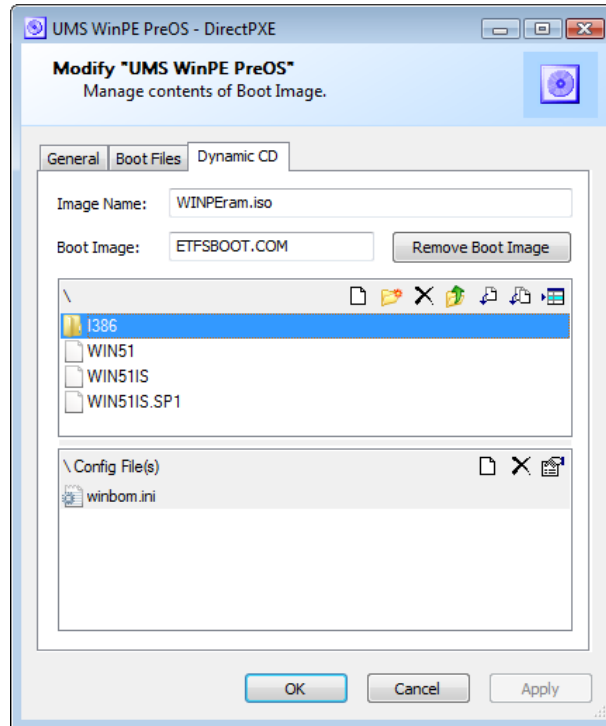 UMS WinPE PreOS - DirectPXE
Modify "UMS WinPE PreOS"
Manage contents of Boot Image.
General Boot Files Dynamic CD
Image Name: WINPEram.iso
Boot Image: ETFSBOOT.COM Remove Boot Image
\
I386
WIN51
WIN51IS
WIN51IS.SP1
\ Config File(s)
winbom.ini
OK Cancel Apply